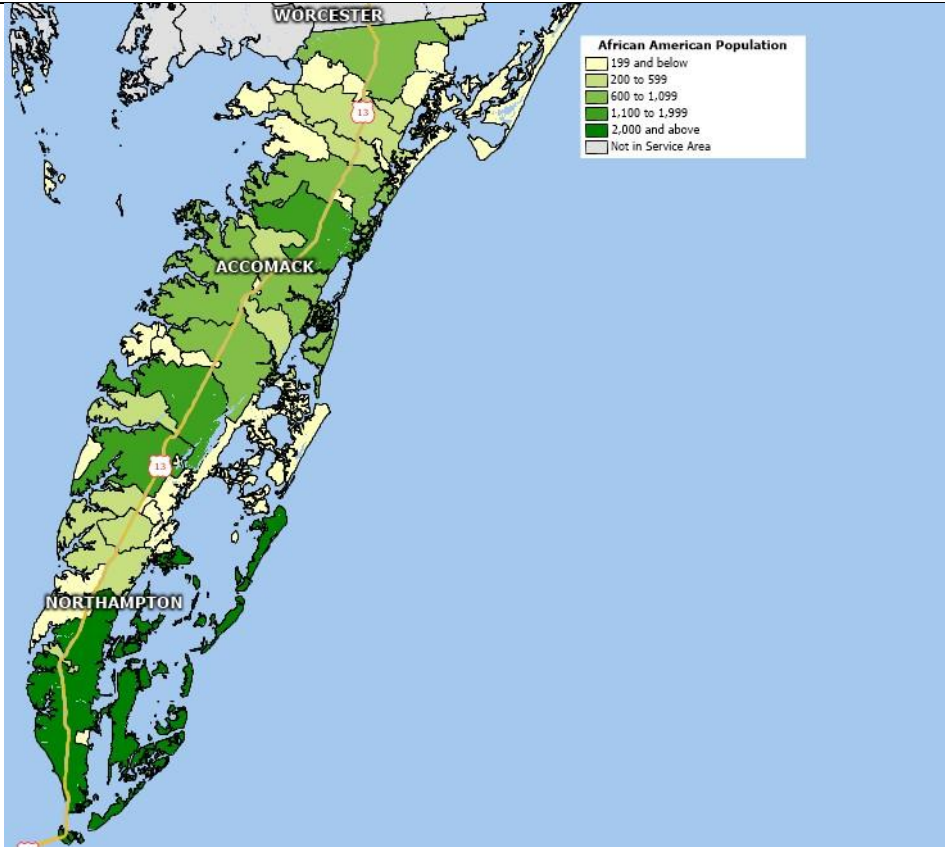 WORCESTER
African American Population
199 and below
200 to 599
600 to 1,099
1,100 to 1,999
2,000 and above
Not in Service Area
13
ACCOMACK
13
NORTHAMPTON